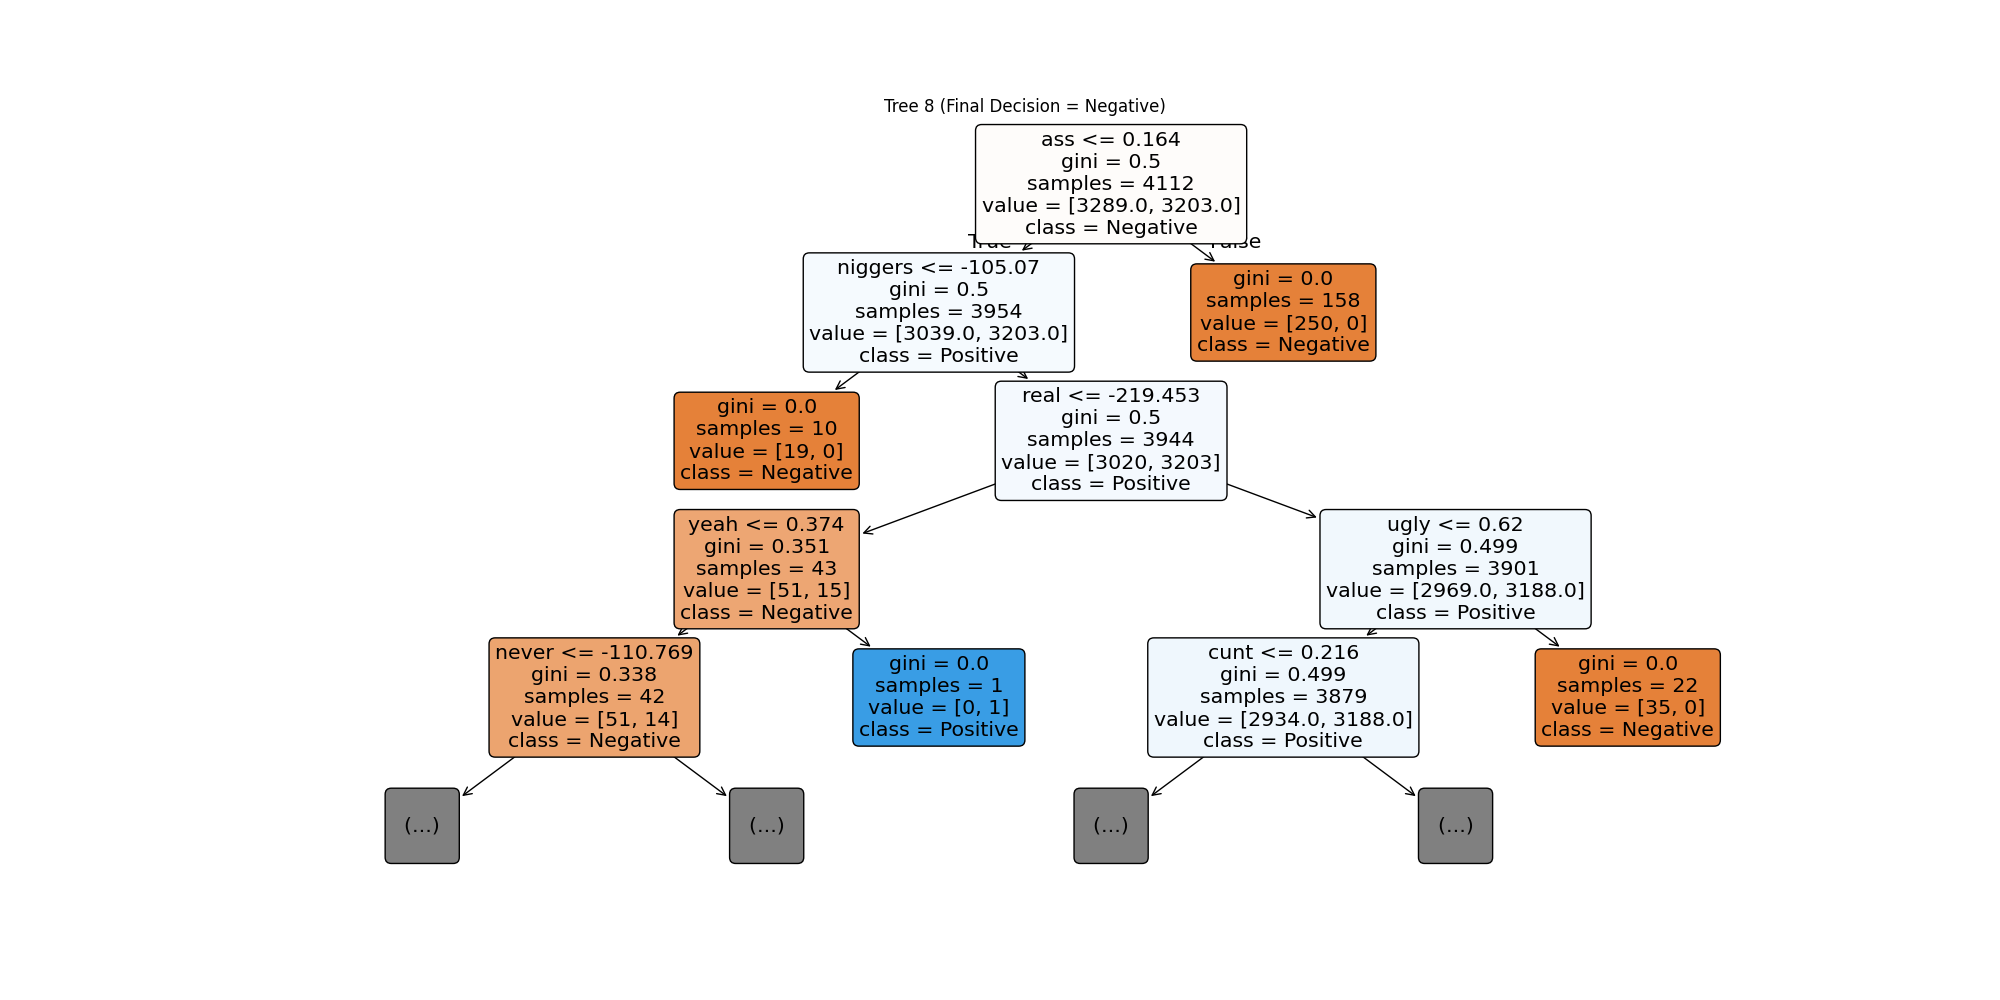 Tree 8 (Final Decision = Negative)
ass <= 0.164
gini = 0.5
samples = 4112
value = [3289.0, 3203.0]
class = Negative
True
False
niggers <= -105.07
gini = 0.5
samples = 3954
value = [3039.0, 3203.0]
class = Positive
gini = 0.0
samples = 158
value = [250, 0]
class = Negative
gini = 0.0
samples = 10
value = [19, 0]
class = Negative
real <= -219.453
gini = 0.5
samples = 3944
value = [3020, 3203]
class = Positive
yeah <= 0.374
gini = 0.351
samples = 43
value = [51, 15]
class = Negative
ugly <= 0.62
gini = 0.499
samples = 3901
value = [2969.0, 3188.0]
class = Positive
never <= -110.769
gini = 0.338
samples = 42
value = [51, 14]
class = Negative
gini = 0.0
samples = 1
value = [0, 1]
class = Positive
cunt <= 0.216
gini = 0.499
samples = 3879
value = [2934.0, 3188.0]
class = Positive
gini = 0.0
samples = 22
value = [35, 0]
class = Negative
(...)
(...)
(...)
(...)